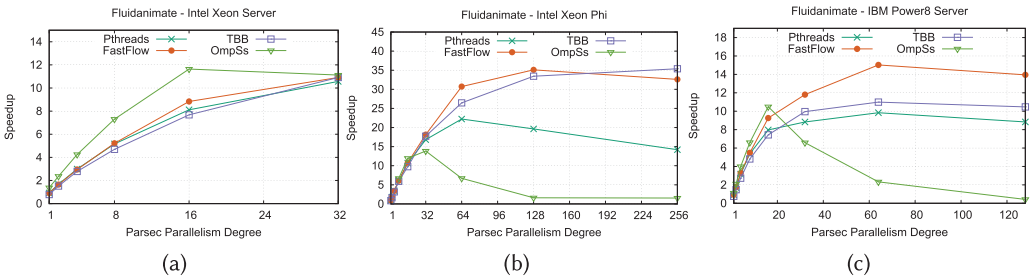 Fluidanimate - Intel Xeon Server
Pthreads TBB
FastFlow OmpSs
Speedup
14
12
10
8
6
4
2
0
1 8 16 24 32
Parsec Parallelism Degree
(a)
Fluidanimate - Intel Xeon Phi
Pthreads TBB
FastFlow OmpSs
Speedup
45
40
35
30
25
20
15
10
5
0
1 32 64 96 128 160 192 224 256
Parsec Parallelism Degree
(b)
Fluidanimate - IBM Power8 Server
Pthreads TBB
FastFlow OmpSs
Speedup
18
16
14
12
10
8
6
4
2
0
1 20 40 60 80 100 120
Parsec Parallelism Degree
(c)